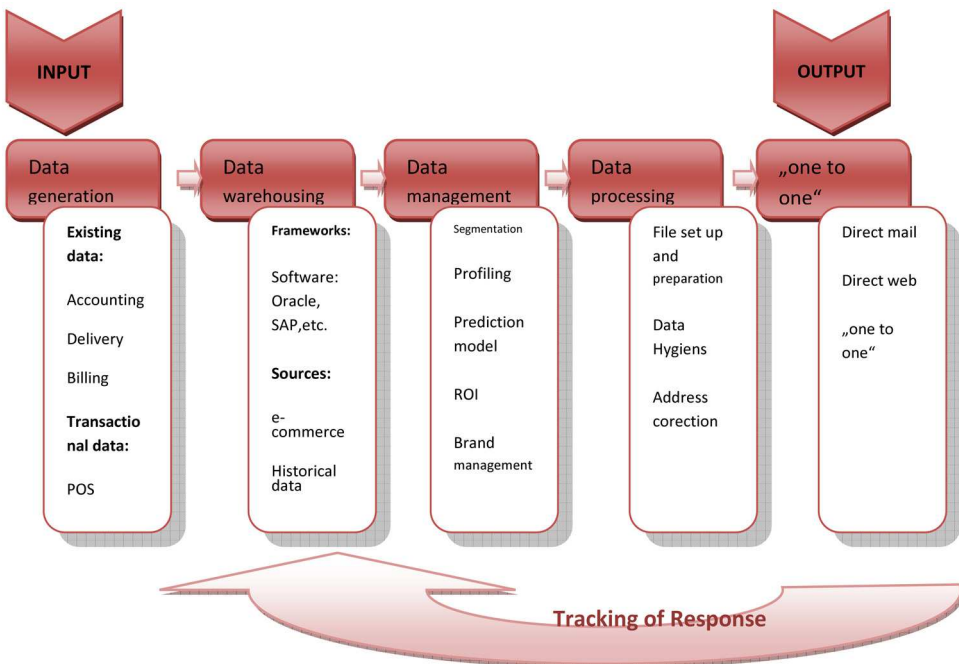 INPUT
OUTPUT
Data
generation
Data
warehousing
Data
management
Data
processing
„one to
one“
Existing
data:
Accounting
Delivery
Billing
Transactio
nal data:
POS
Frameworks:
Software:
Oracle,
SAP,etc.
Sources:
e-
commerce
Historical
data
Segmentation
Profiling
Prediction
model
ROI
Brand
management
File set up
and
preparation
Data
Hygiens
Address
corection
Direct mail
Direct web
„one to
one“
Tracking of Response